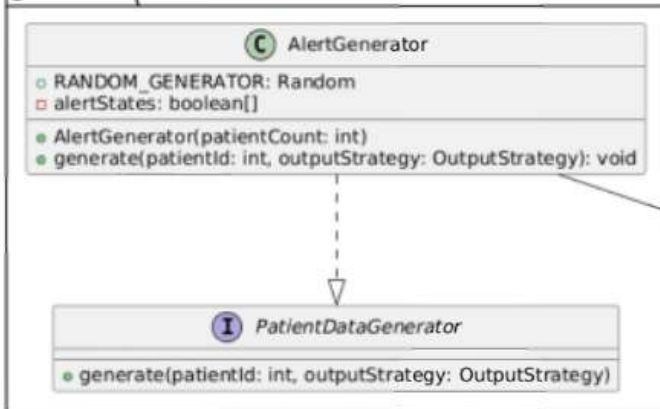 C AlertGenerator
RANDOM_GENERATOR: Random
alertStates: boolean[]
AlertGenerator(patientCount: int)
generate(patientId: int, outputStrategy: OutputStrategy): void
I PatientDataGenerator
generate(patientId: int, outputStrategy: OutputStrategy)